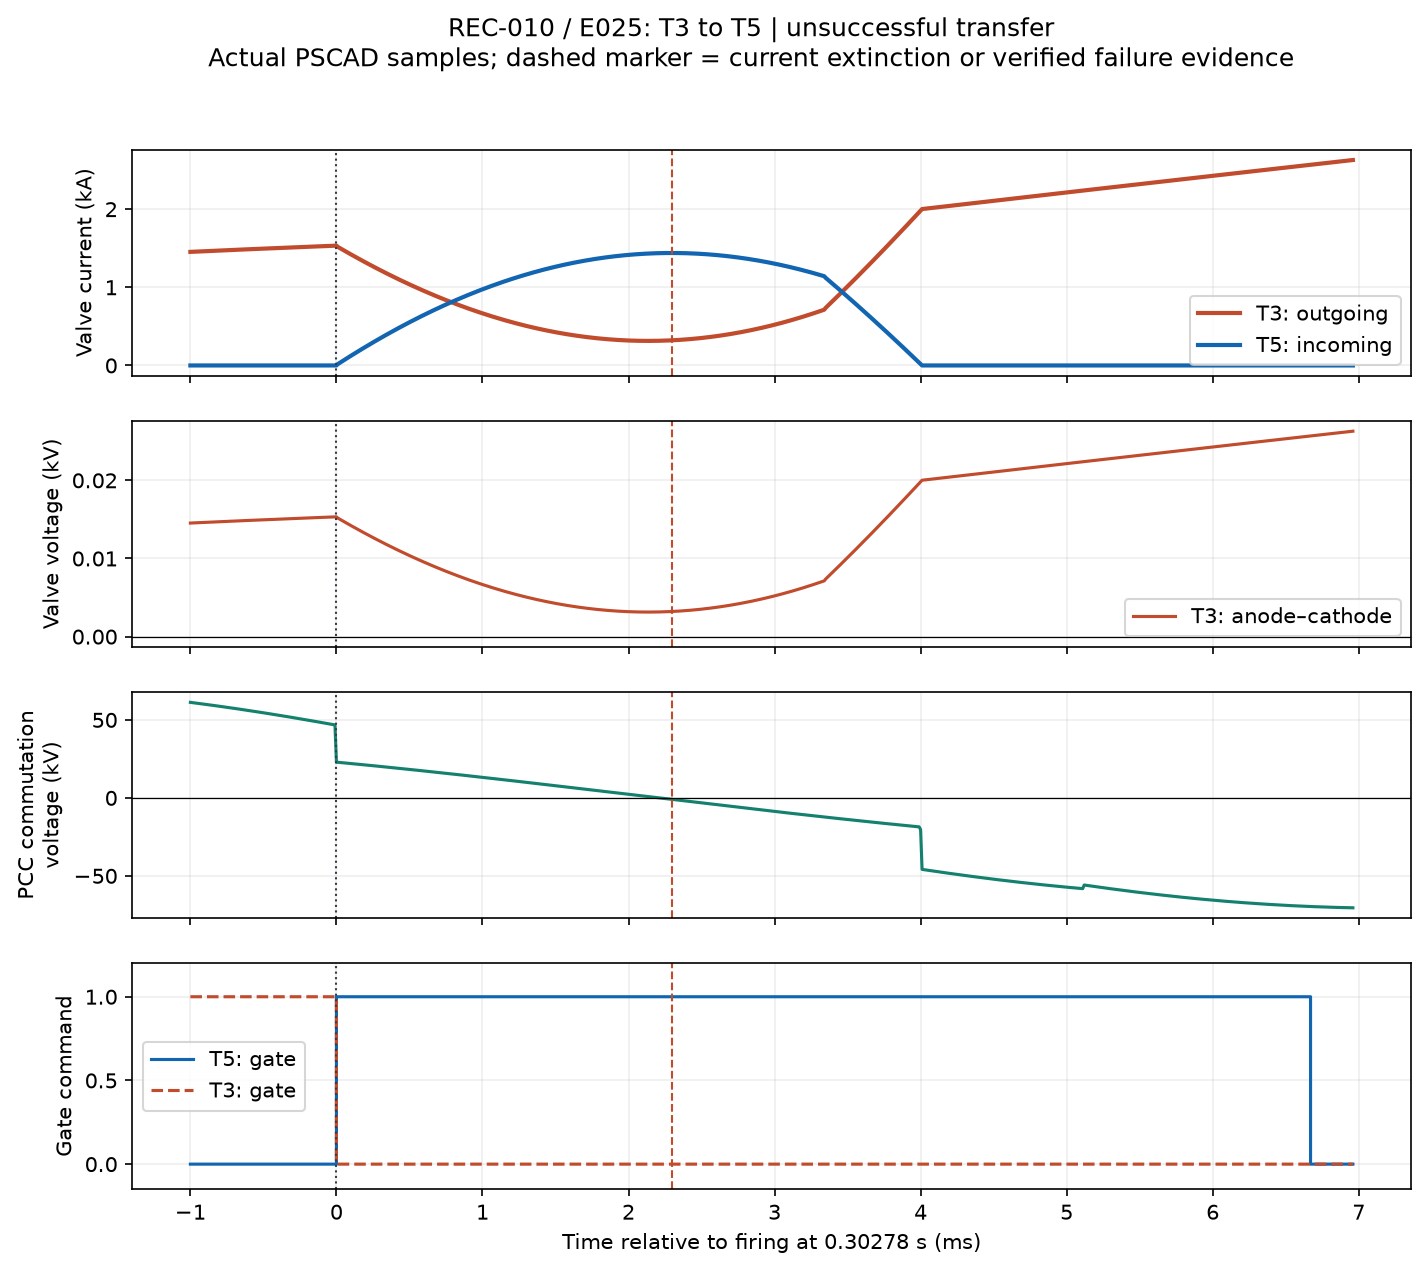 REC-010 / E025: T3 to T5 | unsuccessful transfer
Actual PSCAD samples; dashed marker = current extinction or verified failure evidence
Valve current (kA)
2
1
0
T3: outgoing
T5: incoming
Valve voltage (kV)
0.02
0.01
0.00
T3: anode–cathode
PCC commutation
voltage (kV)
50
0
−50
Gate command
1.0
0.5
0.0
T5: gate
T3: gate
−1 0 1 2 3 4 5 6 7
Time relative to firing at 0.30278 s (ms)